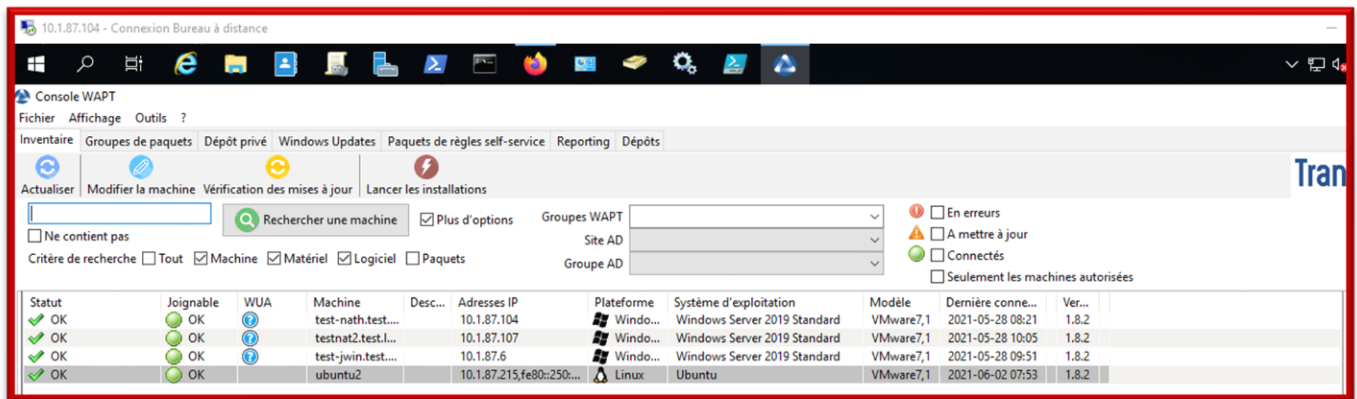 10.1.87.104 - Connexion Bureau à distance
Console WAPT
Fichier Affichage Outils ?
Inventaire Groupes de paquets Dépôt privé Windows Updates Paquets de règles self-service Reporting Dépôts
Actualiser Modifier la machine Vérification des mises à jour Lancer les installations
Tran
Rechercher une machine Plus d'options Groupes WAPT En erreurs
Ne contient pas Site AD A mettre à jour
Critère de recherche Tout Machine Matériel Logiciel Paquets Groupe AD Connectés
Seulement les machines autorisées
Statut Joignable WUA Machine Desc... Adresses IP Plateforme Système d'exploitation Modèle Dernière conne... Ver...
OK OK test-nath.test.... 10.1.87.104 Windo... Windows Server 2019 Standard VMware7,1 2021-05-28 08:21 1.8.2
OK OK testnat2.test.l... 10.1.87.107 Windo... Windows Server 2019 Standard VMware7,1 2021-05-28 10:05 1.8.2
OK OK test-jwin.test.... 10.1.87.6 Windo... Windows Server 2019 Standard VMware7,1 2021-05-28 09:51 1.8.2
OK OK ubuntu2 10.1.87.215,fe80::250:... Linux Ubuntu VMware7,1 2021-06-02 07:53 1.8.2